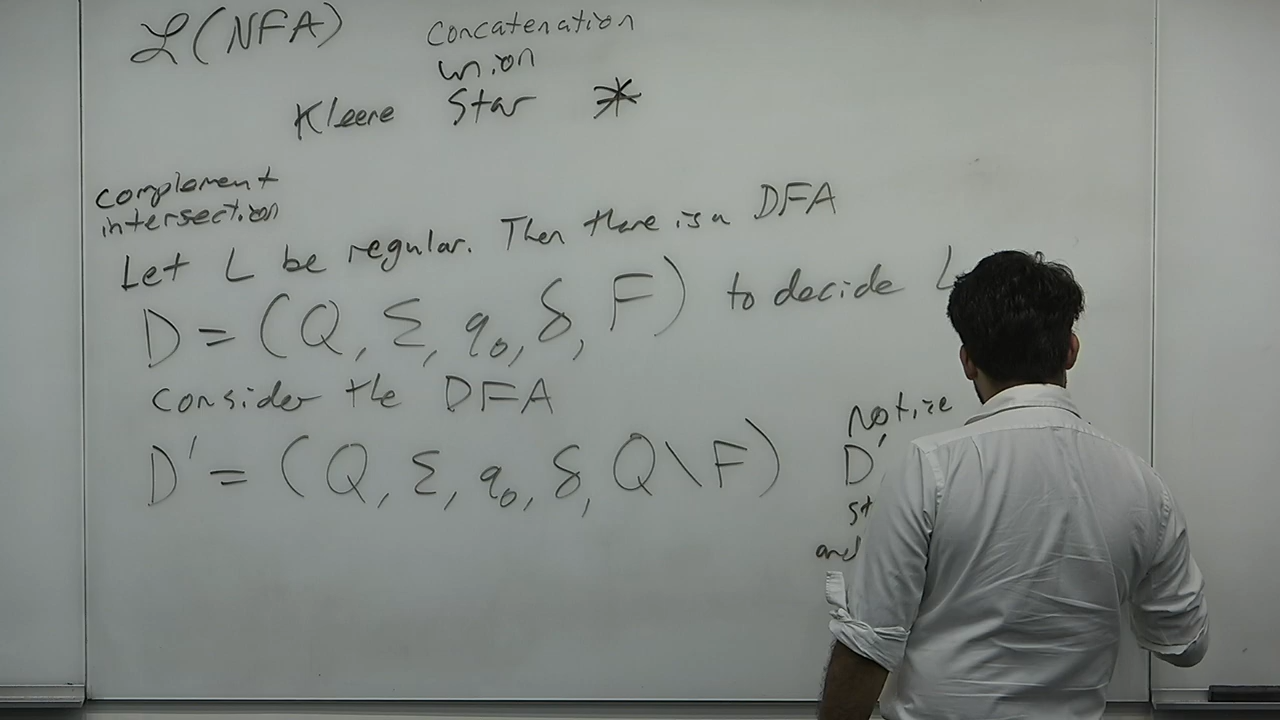 ℒ(NFA)
concatenation
union
Kleene Star *
complement
intersection
Let L be regular. Then there is a DFA
D = (Q, Σ, q₀, δ, F) to decide L
consider the DFA
D' = (Q, Σ, q₀, δ, Q\F)
notice
D'
st
and